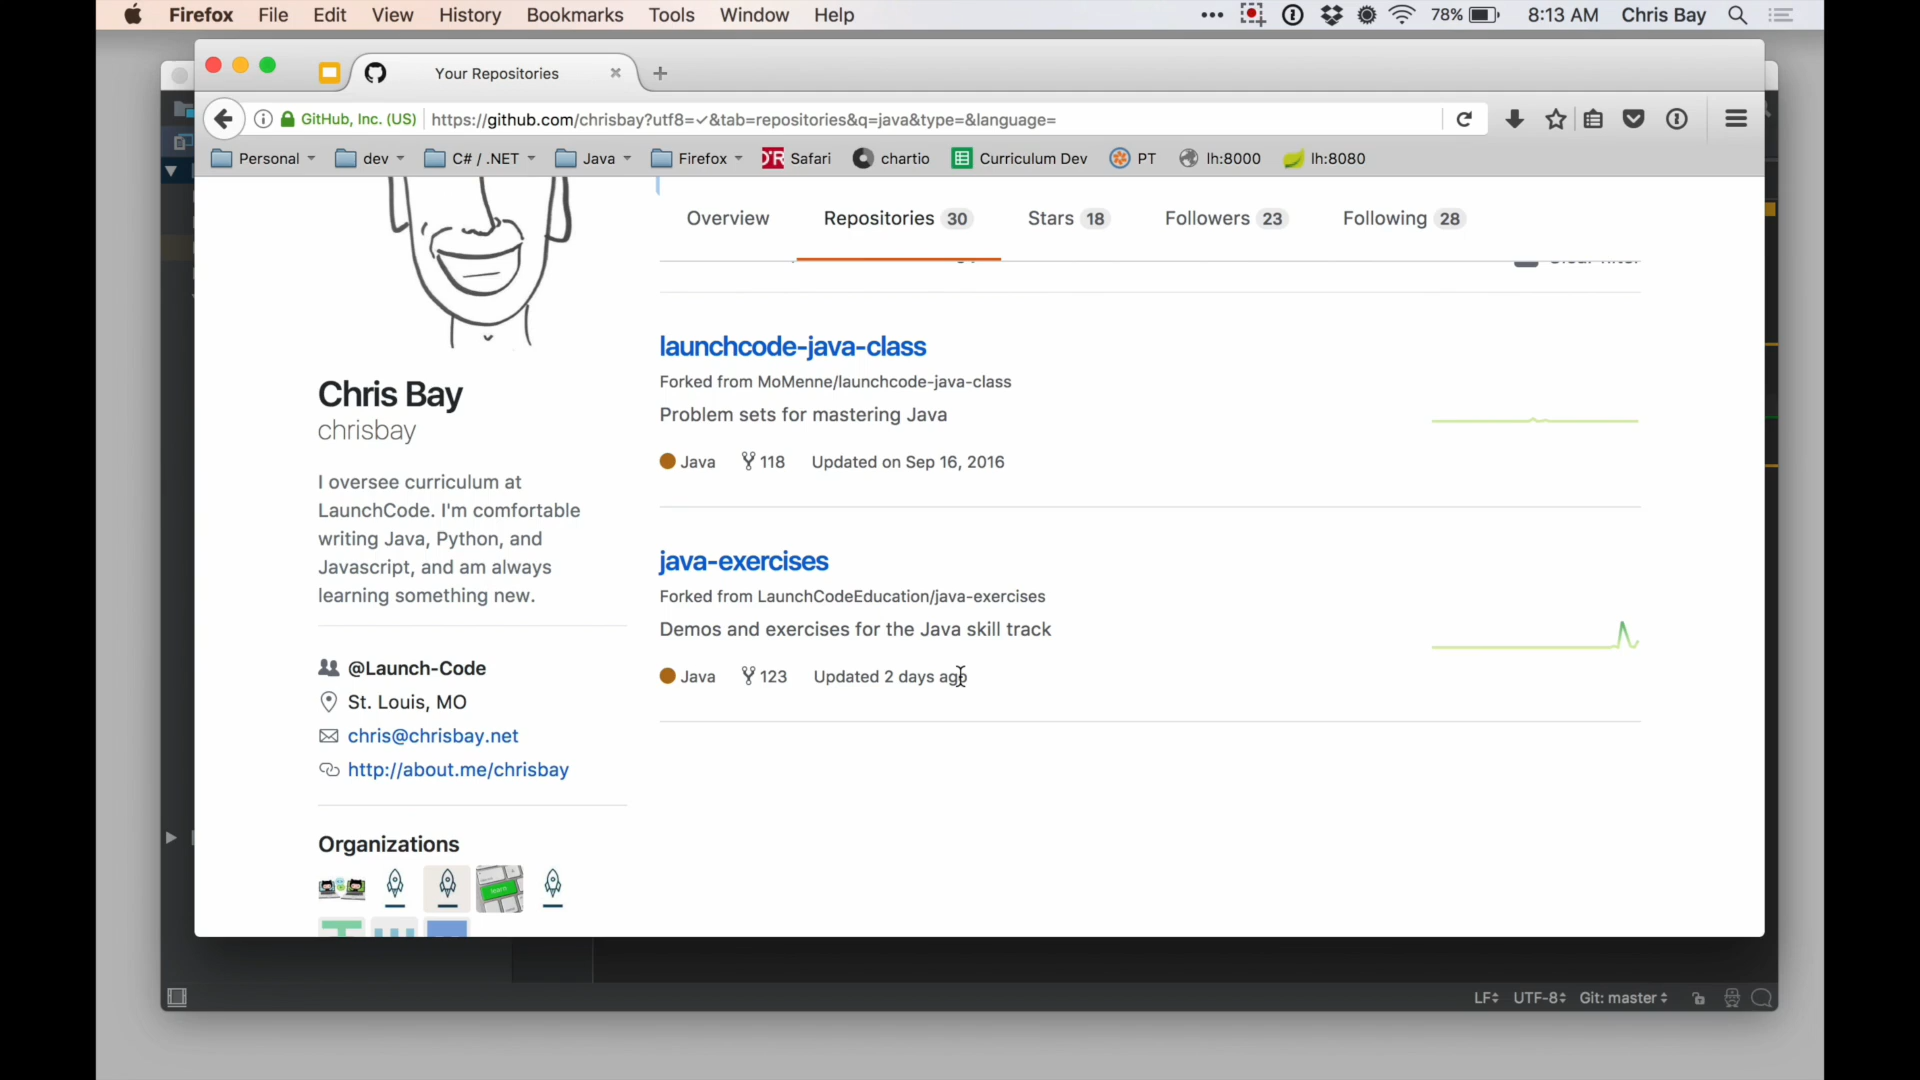 Firefox File Edit View History Bookmarks Tools Window Help
78% 8:13 AM Chris Bay
Your Repositories
GitHub, Inc. (US) https://github.com/chrisbay?utf8=✓&tab=repositories&q=java&type=&language=
Personal dev C# / .NET Java Firefox Safari chartio Curriculum Dev PT lh:8000 lh:8080
Overview Repositories 30 Stars 18 Followers 23 Following 28
launchcode-java-class
Forked from MoMenne/launchcode-java-class
Problem sets for mastering Java
Java 118 Updated on Sep 16, 2016
java-exercises
Forked from LaunchCodeEducation/java-exercises
Demos and exercises for the Java skill track
Java 123 Updated 2 days ago
Chris Bay
chrisbay
I oversee curriculum at
LaunchCode. I'm comfortable
writing Java, Python, and
Javascript, and am always
learning something new.
@Launch-Code
St. Louis, MO
chris@chrisbay.net
http://about.me/chrisbay
Organizations
LF UTF-8 Git: master